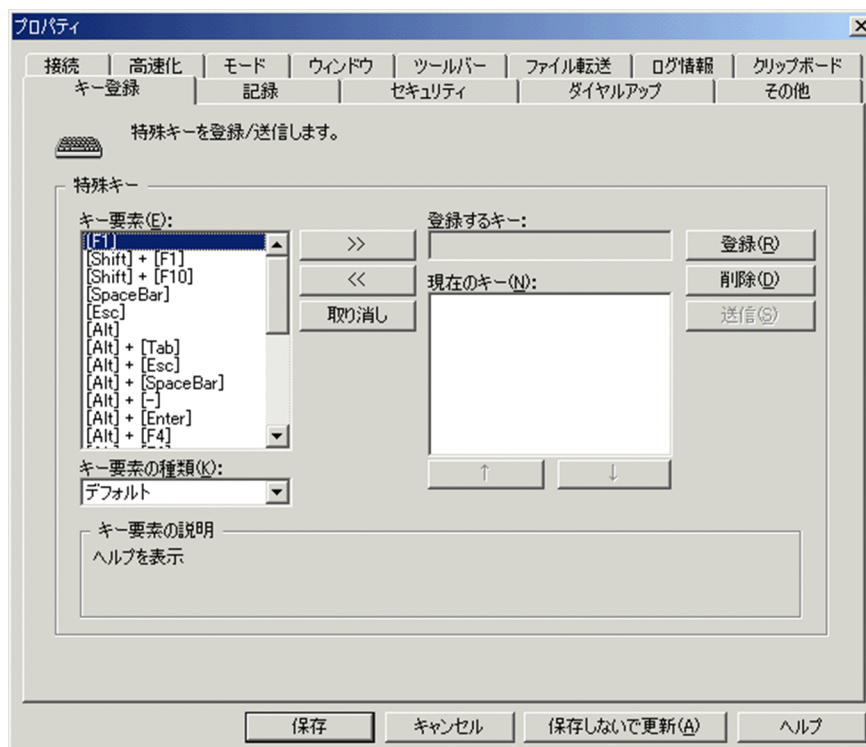 プロパティ
接続 高速化 モード ウィンドウ ツールバー ファイル転送 ログ情報 クリップボード
キー登録 記録 セキュリティ ダイヤルアップ その他
特殊キーを登録/送信します。
特殊キー
キー要素(E):
[F1]
[Shift] + [F1]
[Shift] + [F10]
[SpaceBar]
[Esc]
[Alt]
[Alt] + [Tab]
[Alt] + [Esc]
[Alt] + [SpaceBar]
[Alt] + [-]
[Alt] + [Enter]
[Alt] + [F4]
>>
<<
取り消し
登録するキー:
現在のキー(N):
↑ ↓
登録(R)
削除(D)
送信(S)
キー要素の種類(K):
デフォルト
キー要素の説明
ヘルプを表示
保存 キャンセル 保存しないで更新(A) ヘルプ